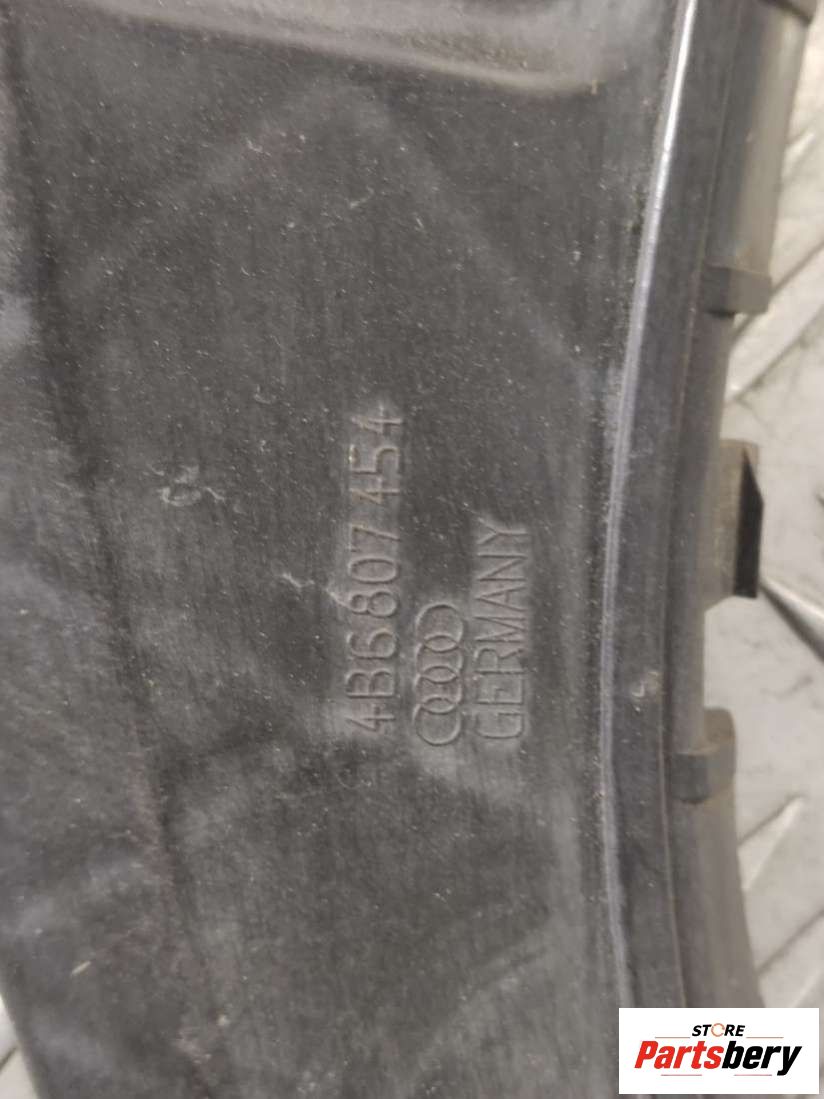 4B6 807 454
GERMANY
STORE
Partsbery